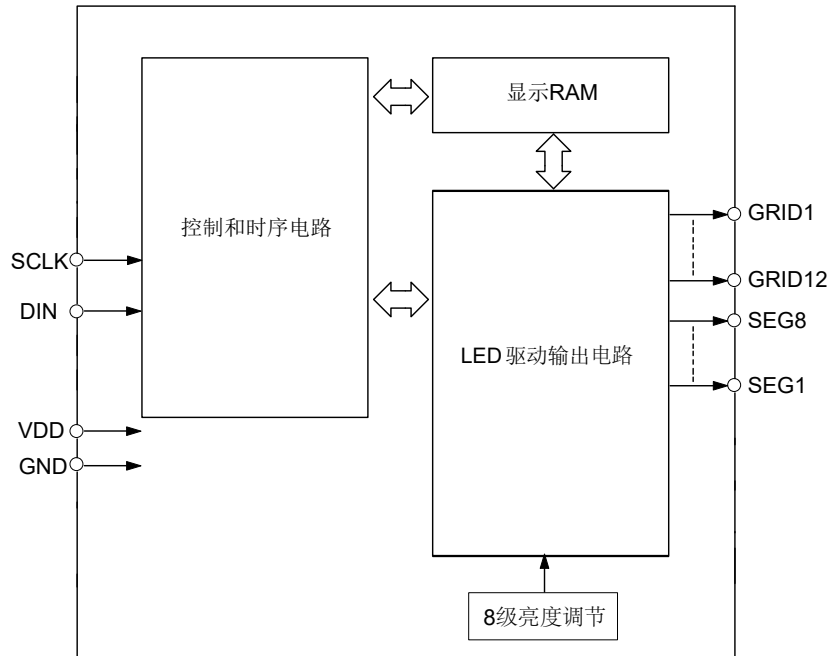 显示RAM
控制和时序电路
GRID1
SCLK
GRID12
DIN
SEG8
LED 驱动输出电路
SEG1
VDD
GND
8级亮度调节